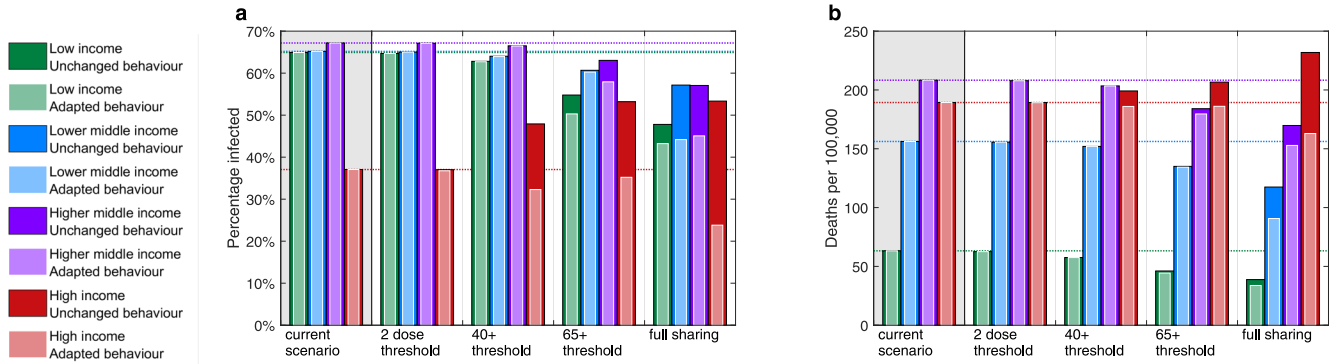 Low income
Unchanged behaviour
Low income
Adapted behaviour
Lower middle income
Unchanged behaviour
Lower middle income
Adapted behaviour
Higher middle income
Unchanged behaviour
Higher middle income
Adapted behaviour
High income
Unchanged behaviour
High income
Adapted behaviour
a
Percentage infected
70%
60%
50%
40%
30%
20%
10%
0%
current
scenario
2 dose
threshold
40+
threshold
65+
threshold
full sharing
b
Deaths per 100,000
250
200
150
100
50
0
current
scenario
2 dose
threshold
40+
threshold
65+
threshold
full sharing